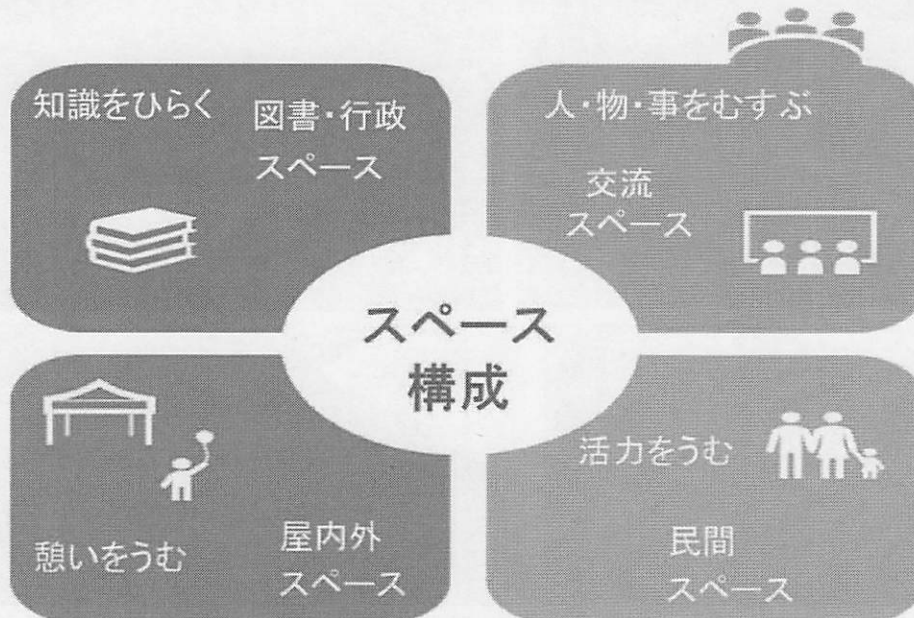 知識をひらく
図書・行政
スペース
人・物・事をむすぶ
交流
スペース
スペース
構成
憩いをうむ
屋内外
スペース
活力をうむ
民間
スペース